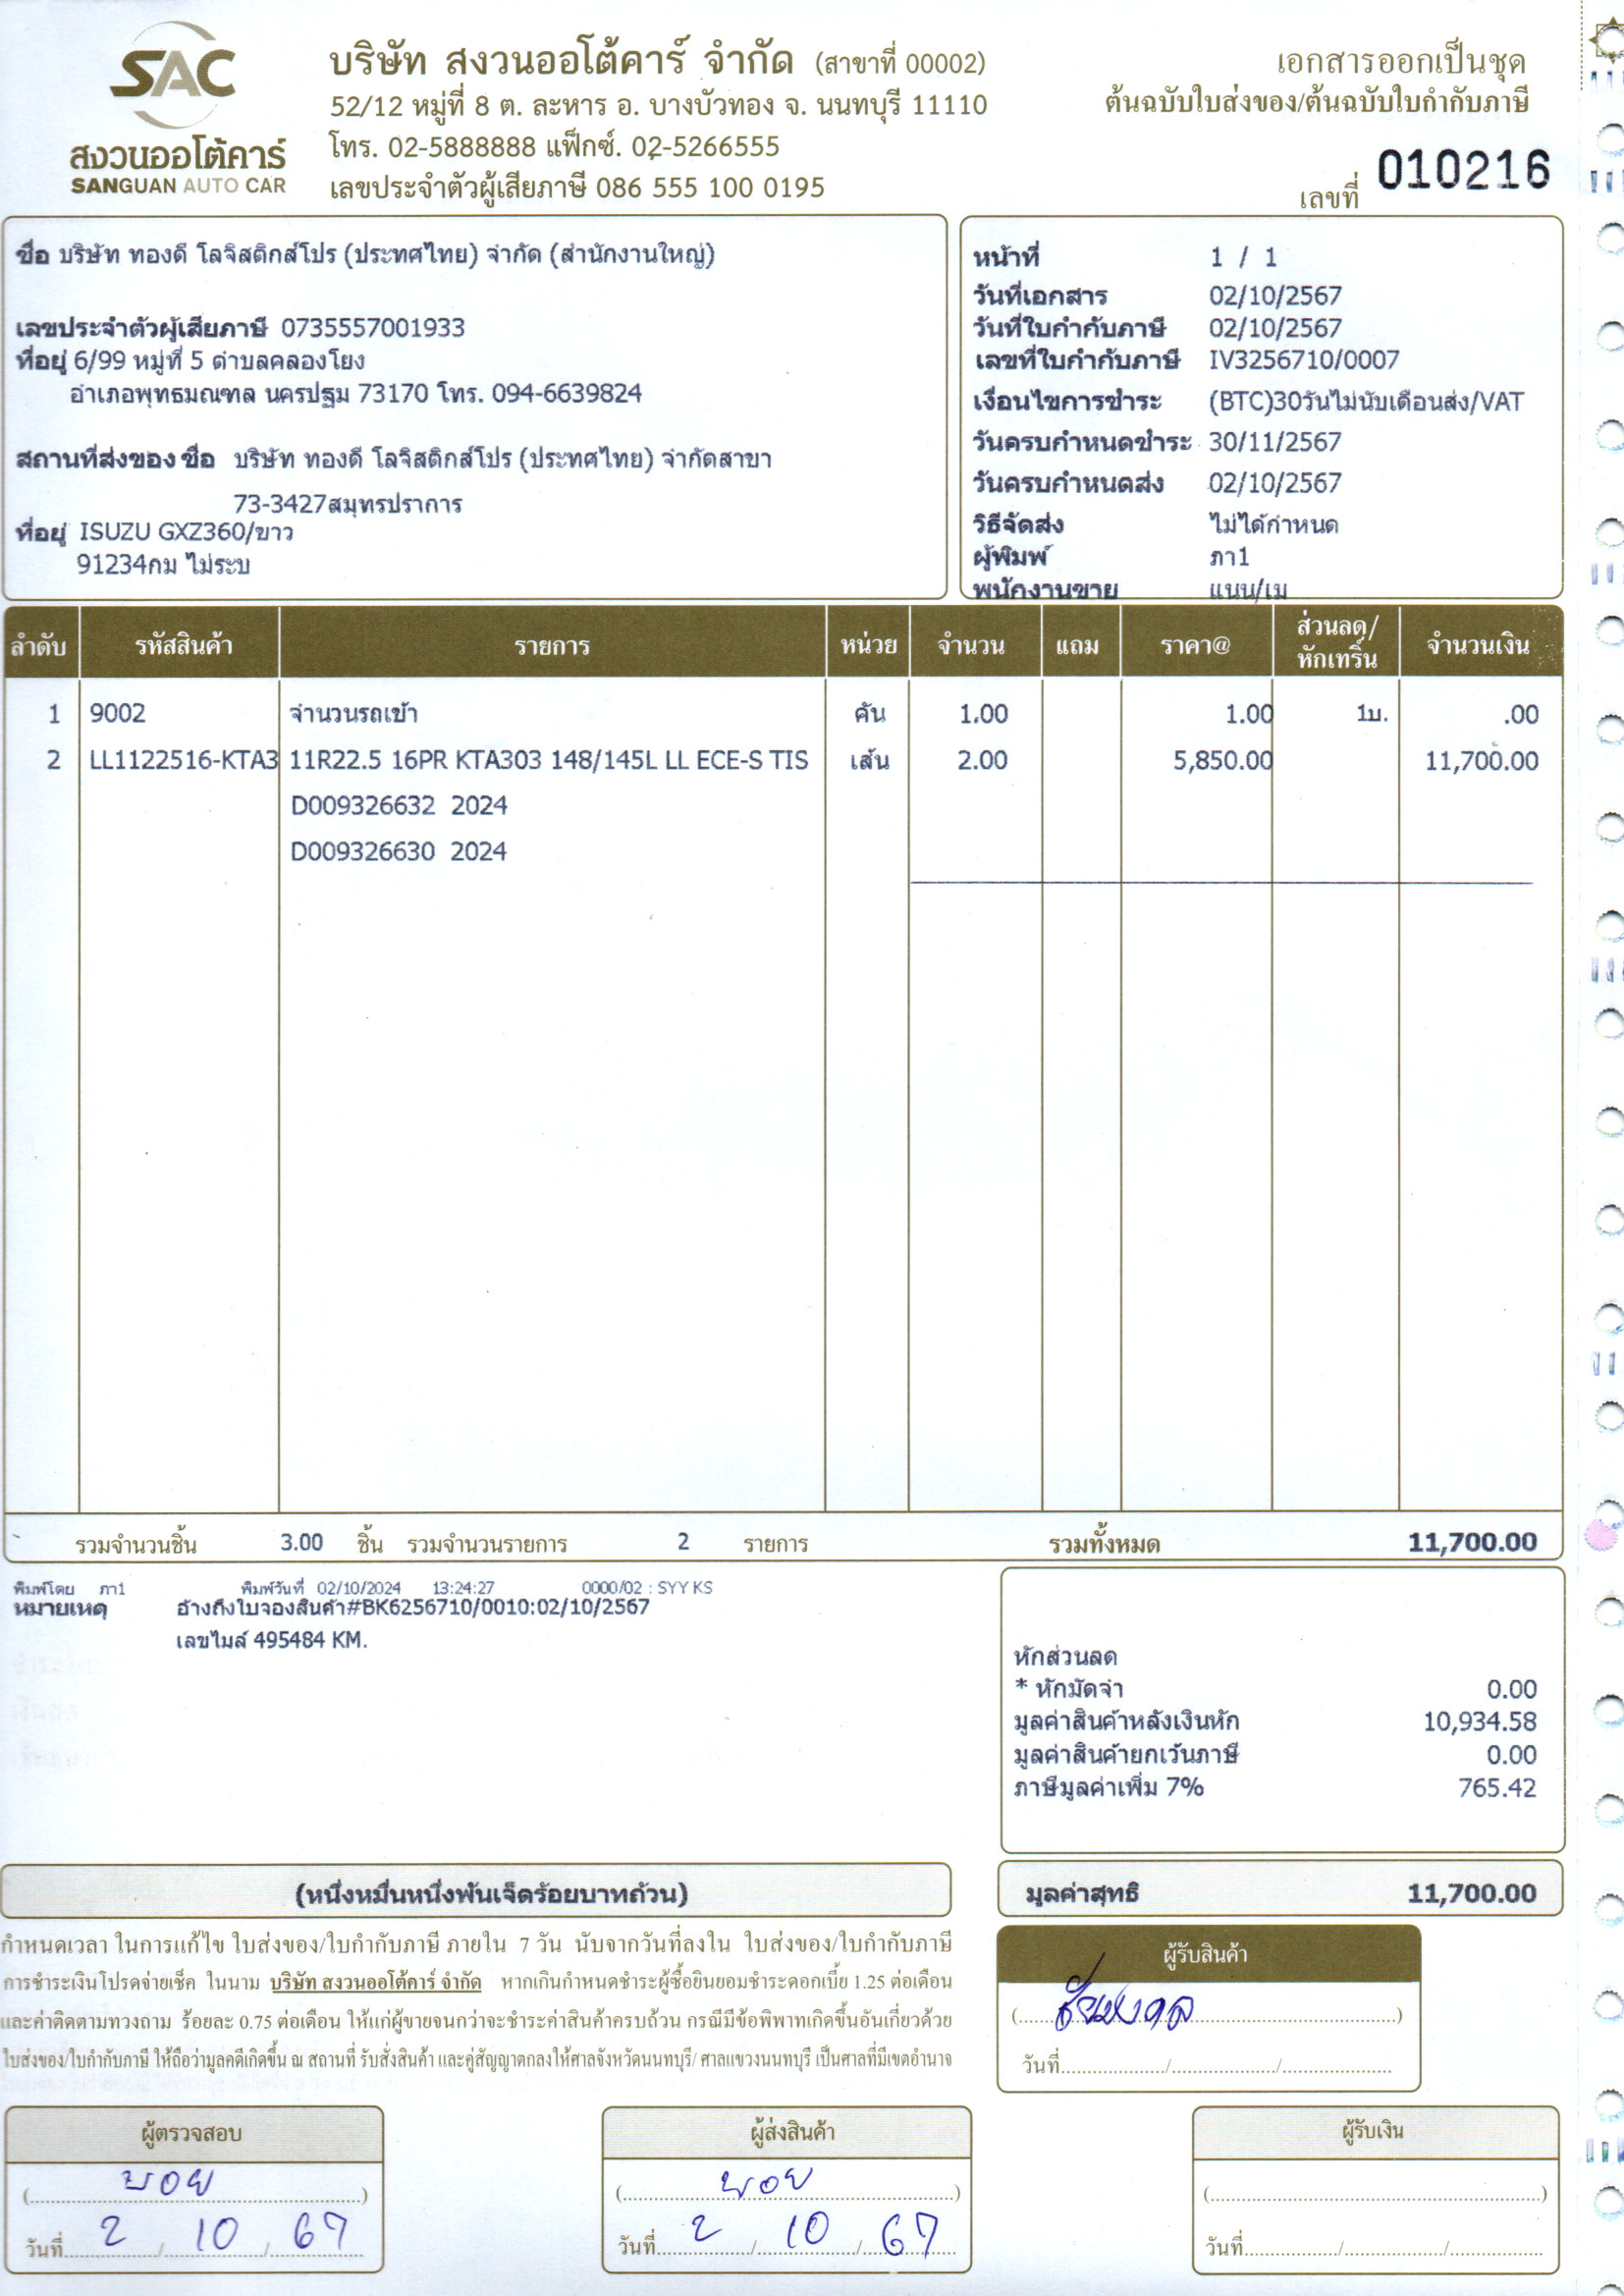 SAC
สงวนออโต้คาร์
SANGUAN AUTO CAR
บริษัท สงวนออโต้คาร์ จำกัด (สาขาที่ 00002)
52/12 หมู่ที่ 8 ต. ละหาร อ. บางบัวทอง จ. นนทบุรี 11110
โทร. 02-5888888 แฟ็กซ์. 02-5266555
เลขประจำตัวผู้เสียภาษี 086 555 100 0195
เอกสารออกเป็นชุด
ต้นฉบับใบส่งของ/ต้นฉบับใบกำกับภาษี
เลขที่ 010216
ชื่อ บริษัท ทองดี โลจิสติกส์โปร (ประเทศไทย) จำกัด (สำนักงานใหญ่)
เลขประจำตัวผู้เสียภาษี 0735557001933
ที่อยู่ 6/99 หมู่ที่ 5 ตำบลคลองโยง
อำเภอพุทธมณฑล นครปฐม 73170 โทร. 094-6639824
สถานที่ส่งของ ชื่อ บริษัท ทองดี โลจิสติกส์โปร (ประทศไทย) จำกัดสาขา
73-3427สมุทรปราการ
ที่อยู่ ISUZU GXZ360/ขาว
91234กม ไม่ระบ
หน้าที่ 1 / 1
วันที่เอกสาร 02/10/2567
วันที่ใบกำกับภาษี 02/10/2567
เลขที่ใบกำกับภาษี IV3256710/0007
เงื่อนไขการชำระ (BTC)30วันไม่นับเดือนส่ง/VAT
วันครบกำหนดชำระ 30/11/2567
วันครบกำหนดส่ง 02/10/2567
วิธีจัดส่ง ไม่ได้กำหนด
ผู้พิมพ์ ภา1
พนักงานขาย แนน/เม
ลำดับ รหัสสินค้า รายการ หน่วย จำนวน แถม ราคา@ ส่วนลด/หักเทริ์น จำนวนเงิน
1 9002 จำนวนรถเข้า คัน 1.00 1.00 1บ. .00
2 LL1122516-KTA3 11R22.5 16PR KTA303 148/145L LL ECE-S TIS เส้น 2.00 5,850.00 11,700.00
D009326632 2024
D009326630 2024
รวมจำนวนชิ้น 3.00 ชิ้น รวมจำนวนรายการ 2 รายการ รวมทั้งหมด 11,700.00
พิมพ์โดย ภา1 พิมพ์วันที่ 02/10/2024 13:24:27 0000/02 : SYY KS
หมายเหตุ อ้างถึงใบจองสินค้า#BK6256710/0010:02/10/2567
เลขไมล์ 495484 KM.
หักส่วนลด
* หักมัดจำ 0.00
มูลค่าสินค้าหลังเงินหัก 10,934.58
มูลค่าสินค้ายกเว้นภาษี 0.00
ภาษีมูลค่าเพิ่ม 7% 765.42
(หนึ่งหมื่นหนึ่งพันเจ็ดร้อยบาทถ้วน)
มูลค่าสุทธิ 11,700.00
กำหนดเวลา ในการแก้ไข ใบส่งของ/ใบกำกับภาษี ภายใน 7 วัน นับจากวันที่ลงใน ใบส่งของ/ใบกำกับภาษี
การชำระเงินโปรดจ่ายเช็ค ในนาม บริษัท สงวนออโต้คาร์ จำกัด หากเกินกำหนดชำระผู้ซื้อยินยอมชำระดอกเบี้ย 1.25 ต่อเดือน
และค่าติดตามทวงถาม ร้อยละ 0.75 ต่อเดือน ให้แก่ผู้ขายจนกว่าจะชำระค่าสินค้าครบถ้วน กรณีมีข้อพิพาทเกิดขึ้นอันเกี่ยวด้วย
ใบส่งของ/ใบกำกับภาษี ให้ถือว่ามูลคดีเกิดขึ้น ณ สถานที่ รับสั่งสินค้า และคู่สัญญาตกลงให้ศาลจังหวัดนนทบุรี/ ศาลแขวงนนทบุรี เป็นศาลที่มีเขตอำนาจ
ผู้รับสินค้า
วันที่ / /
ผู้ตรวจสอบ
วันที่ 2 / 10 / 67
ผู้ส่งสินค้า
วันที่ 2 / 10 / 67
ผู้รับเงิน
วันที่ / /